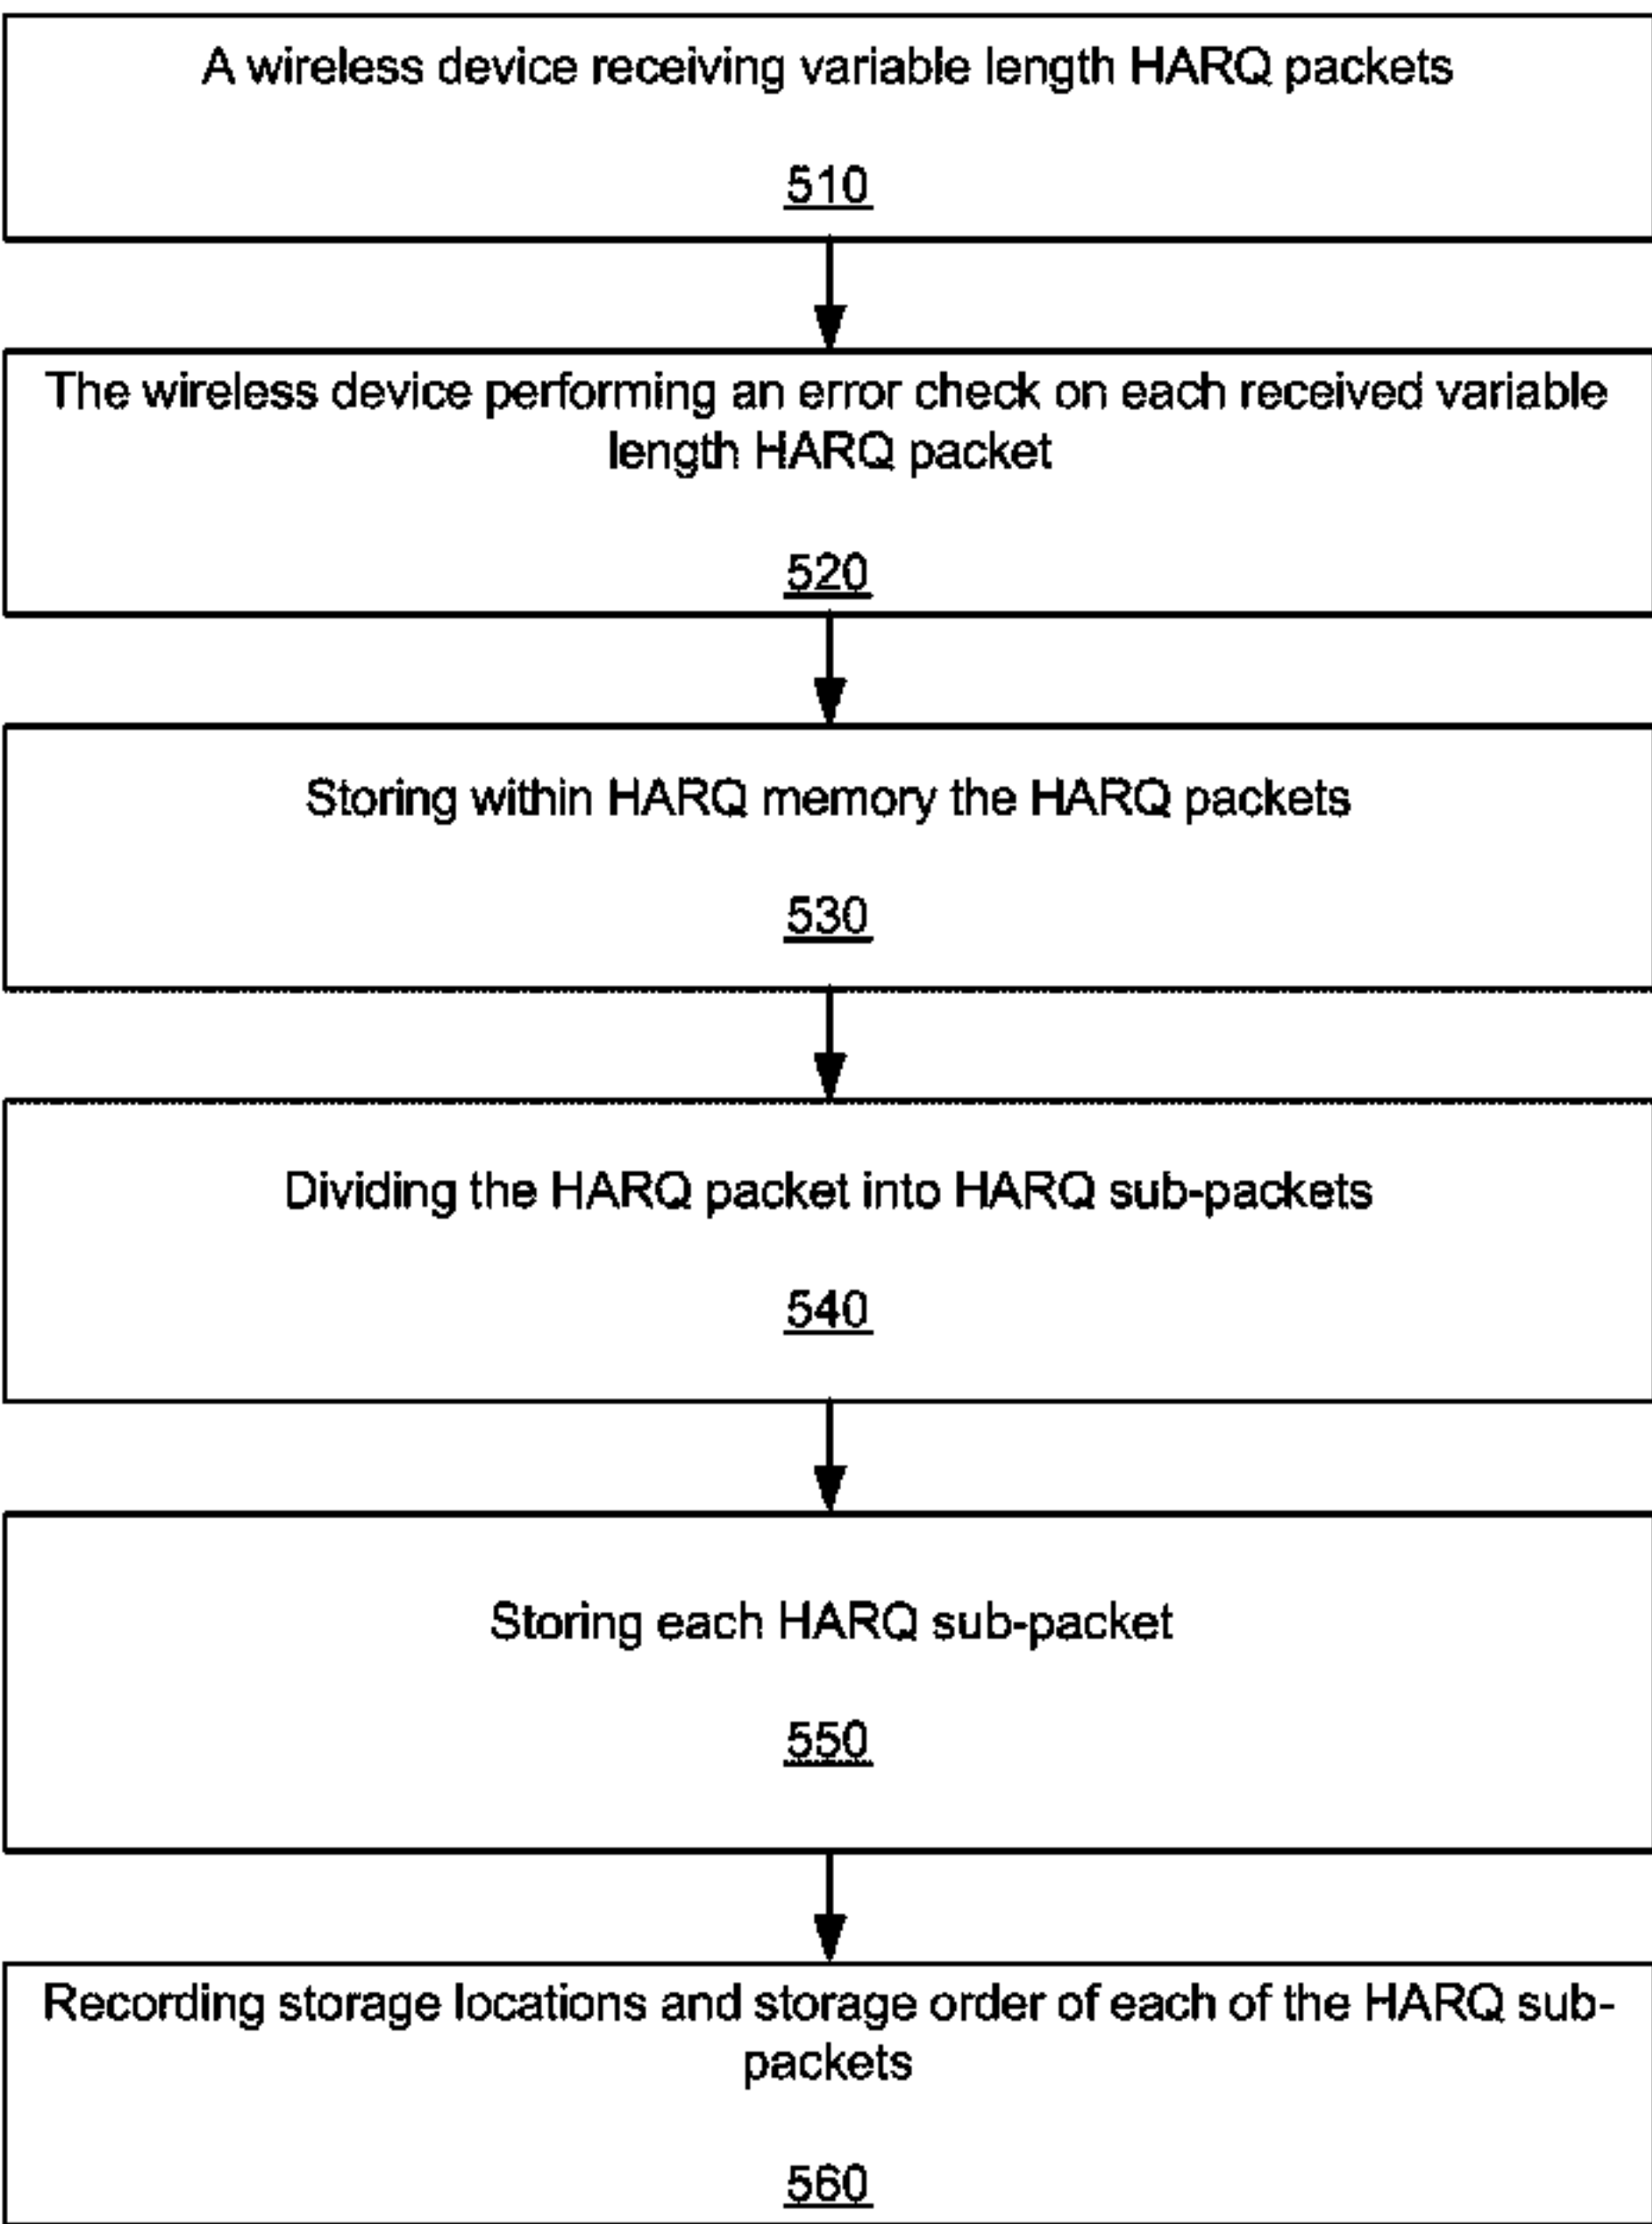 A wireless device receiving variable length HARQ packets
510
The wireless device performing an error check on each received variable
length HARQ packet
520
Storing within HARQ memory the HARQ packets
530
Dividing the HARQ packet into HARQ sub-packets
540
Storing each HARQ sub-packet
550
Recording storage locations and storage order of each of the HARQ sub-
packets
560